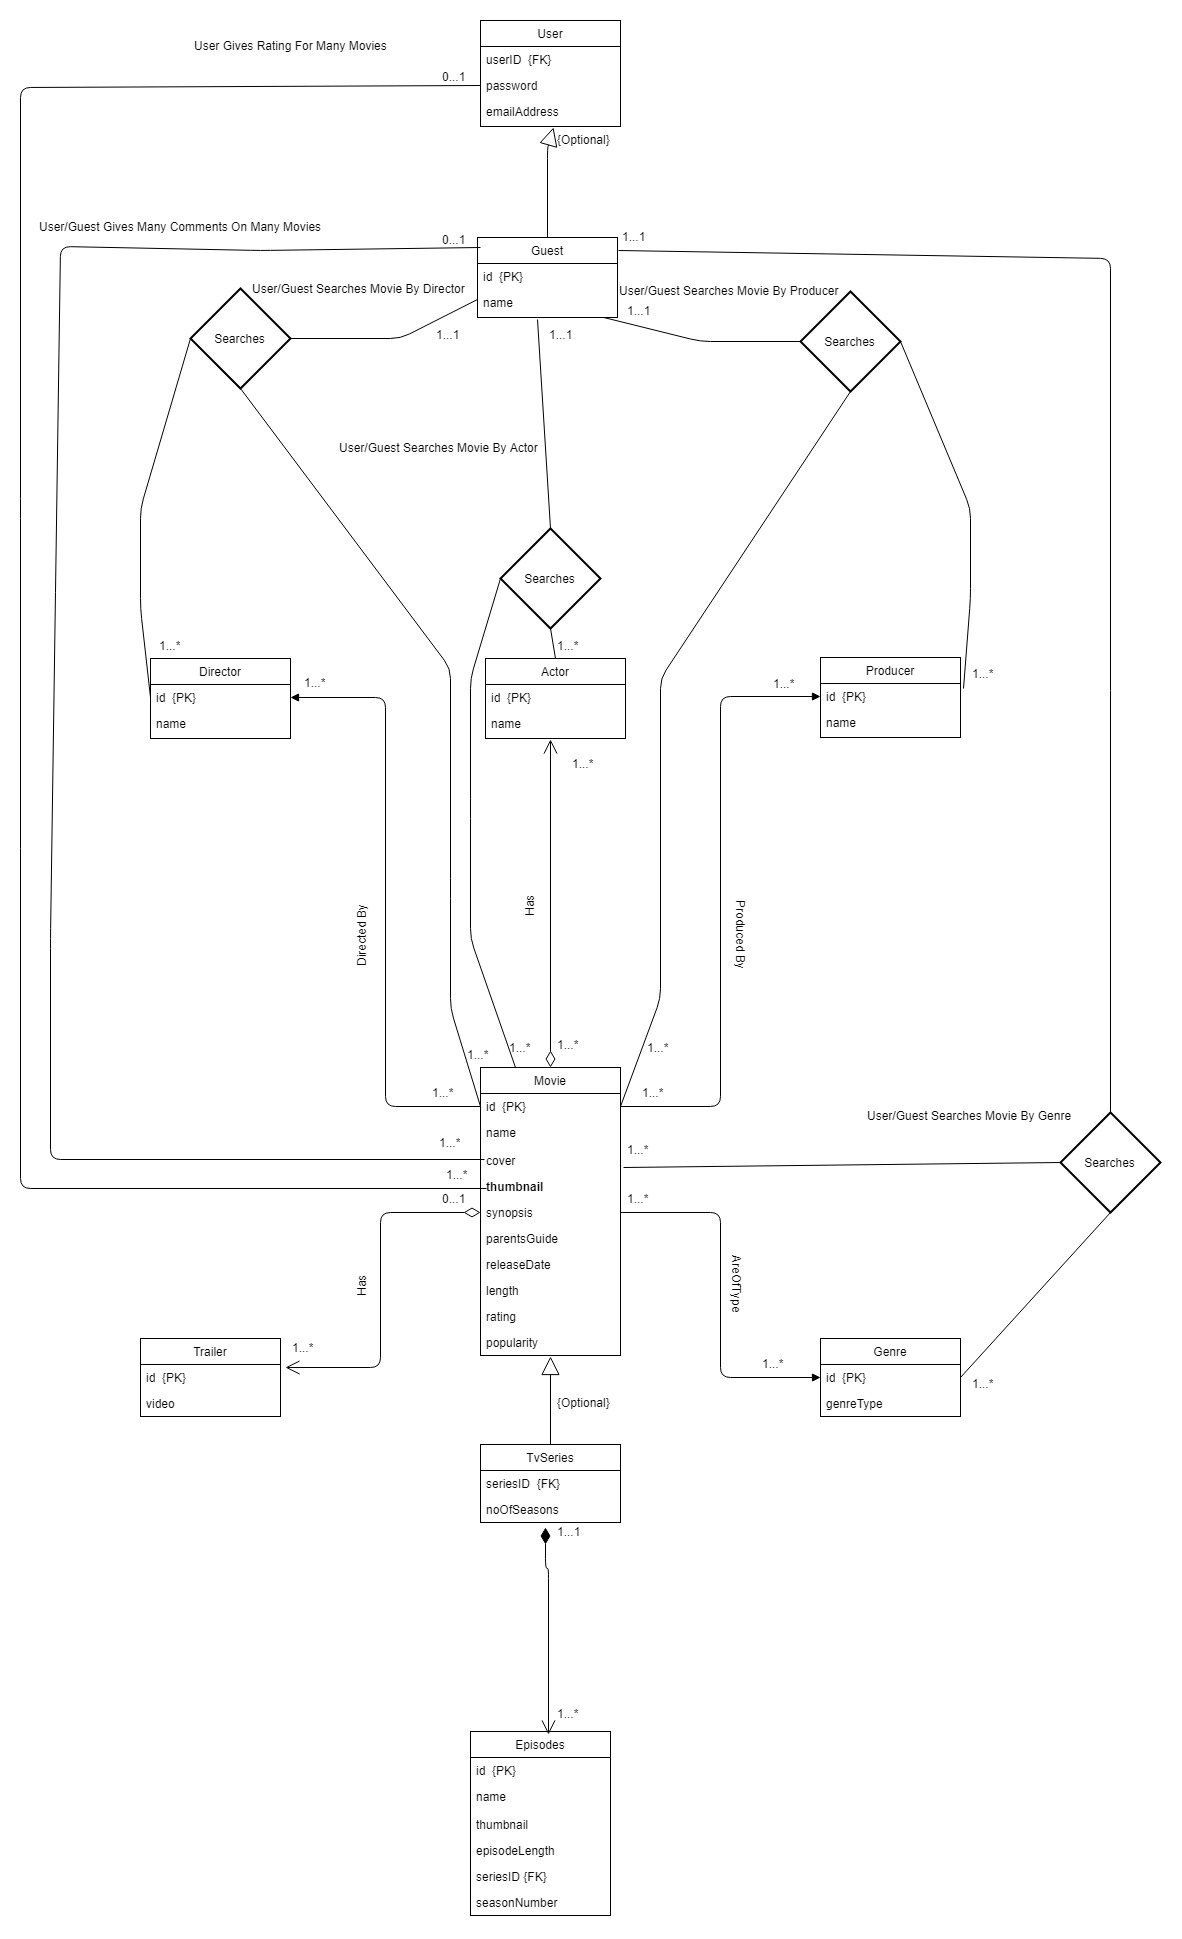 User
User Gives Rating For Many Movies
userID {FK}
0...1
password
emailAddress
{Optional}
User/Guest Gives Many Comments On Many Movies
0...1
1...1
Guest
id {PK}
name
User/Guest Searches Movie By Director
User/Guest Searches Movie By Producer
1...1
1...1
1...1
Searches
Searches
User/Guest Searches Movie By Actor
Searches
1...*
1...*
1...*
Director
id {PK}
name
1...*
Actor
id {PK}
name
1...*
Producer
id {PK}
name
1...*
Directed By
Has
Produced By
1...*
1...*
1...*
1...*
1...*
1...*
Movie
id {PK}
name
cover
thumbnail
synopsis
parentsGuide
releaseDate
length
rating
popularity
User/Guest Searches Movie By Genre
1...*
1...*
Searches
1...*
0...1
1...*
Has
AreOfType
1...*
1...*
Trailer
id {PK}
video
Genre
id {PK}
genreType
1...*
{Optional}
TvSeries
seriesID {FK}
noOfSeasons
1...1
1...*
Episodes
id {PK}
name
thumbnail
episodeLength
seriesID {FK}
seasonNumber